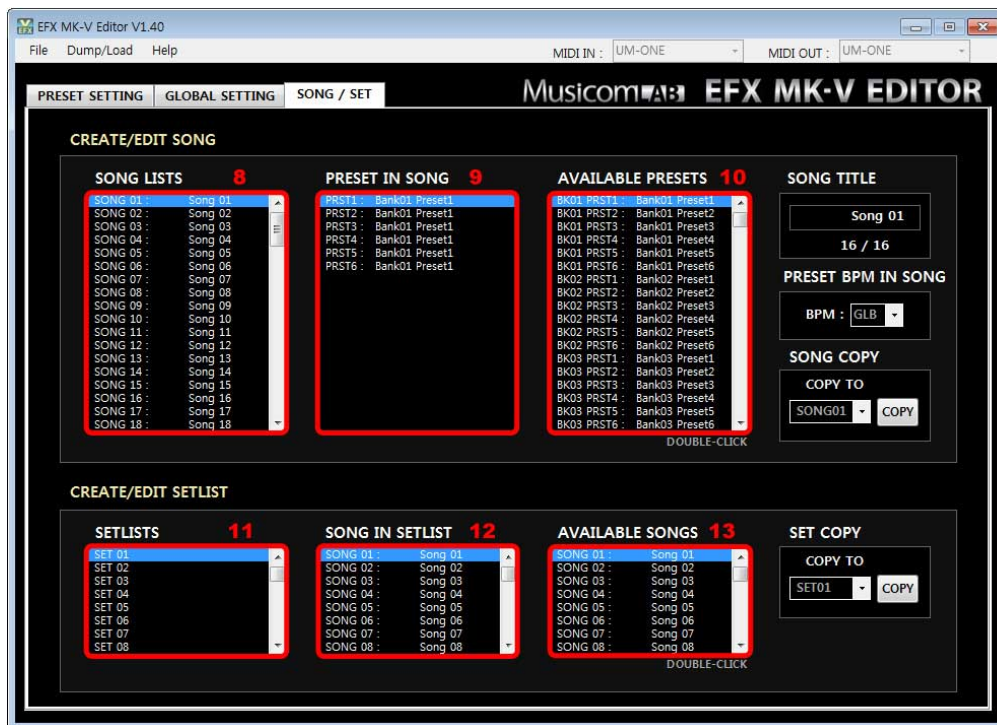 EFX MK-V Editor V1.40
File Dump/Load Help MIDI IN : UM-ONE MIDI OUT : UM-ONE
PRESET SETTING GLOBAL SETTING SONG / SET MusicomLAB EFX MK-V EDITOR
CREATE/EDIT SONG
SONG LISTS 8
SONG 01 : Song 01
SONG 02 : Song 02
SONG 03 : Song 03
SONG 04 : Song 04
SONG 05 : Song 05
SONG 06 : Song 06
SONG 07 : Song 07
SONG 08 : Song 08
SONG 09 : Song 09
SONG 10 : Song 10
SONG 11 : Song 11
SONG 12 : Song 12
SONG 13 : Song 13
SONG 14 : Song 14
SONG 15 : Song 15
SONG 16 : Song 16
SONG 17 : Song 17
SONG 18 : Song 18
PRESET IN SONG 9
PRST1 : Bank01 Preset1
PRST2 : Bank01 Preset1
PRST3 : Bank01 Preset1
PRST4 : Bank01 Preset1
PRST5 : Bank01 Preset1
PRST6 : Bank01 Preset1
AVAILABLE PRESETS 10
BK01 PRST1 : Bank01 Preset1
BK01 PRST2 : Bank01 Preset2
BK01 PRST3 : Bank01 Preset3
BK01 PRST4 : Bank01 Preset4
BK01 PRST5 : Bank01 Preset5
BK01 PRST6 : Bank01 Preset6
BK02 PRST1 : Bank02 Preset1
BK02 PRST2 : Bank02 Preset2
BK02 PRST3 : Bank02 Preset3
BK02 PRST4 : Bank02 Preset4
BK02 PRST5 : Bank02 Preset5
BK02 PRST6 : Bank02 Preset6
BK03 PRST1 : Bank03 Preset1
BK03 PRST2 : Bank03 Preset2
BK03 PRST3 : Bank03 Preset3
BK03 PRST4 : Bank03 Preset4
BK03 PRST5 : Bank03 Preset5
BK03 PRST6 : Bank03 Preset6
DOUBLE-CLICK
SONG TITLE
Song 01
16 / 16
PRESET BPM IN SONG
BPM : GLB
SONG COPY
COPY TO
SONG01 COPY
CREATE/EDIT SETLIST
SETLISTS 11
SET 01
SET 02
SET 03
SET 04
SET 05
SET 06
SET 07
SET 08
SONG IN SETLIST 12
SONG 01 : Song 01
SONG 02 : Song 02
SONG 03 : Song 03
SONG 04 : Song 04
SONG 05 : Song 05
SONG 06 : Song 06
SONG 07 : Song 07
SONG 08 : Song 08
AVAILABLE SONGS 13
SONG 01 : Song 01
SONG 02 : Song 02
SONG 03 : Song 03
SONG 04 : Song 04
SONG 05 : Song 05
SONG 06 : Song 06
SONG 07 : Song 07
SONG 08 : Song 08
DOUBLE-CLICK
SET COPY
COPY TO
SET01 COPY